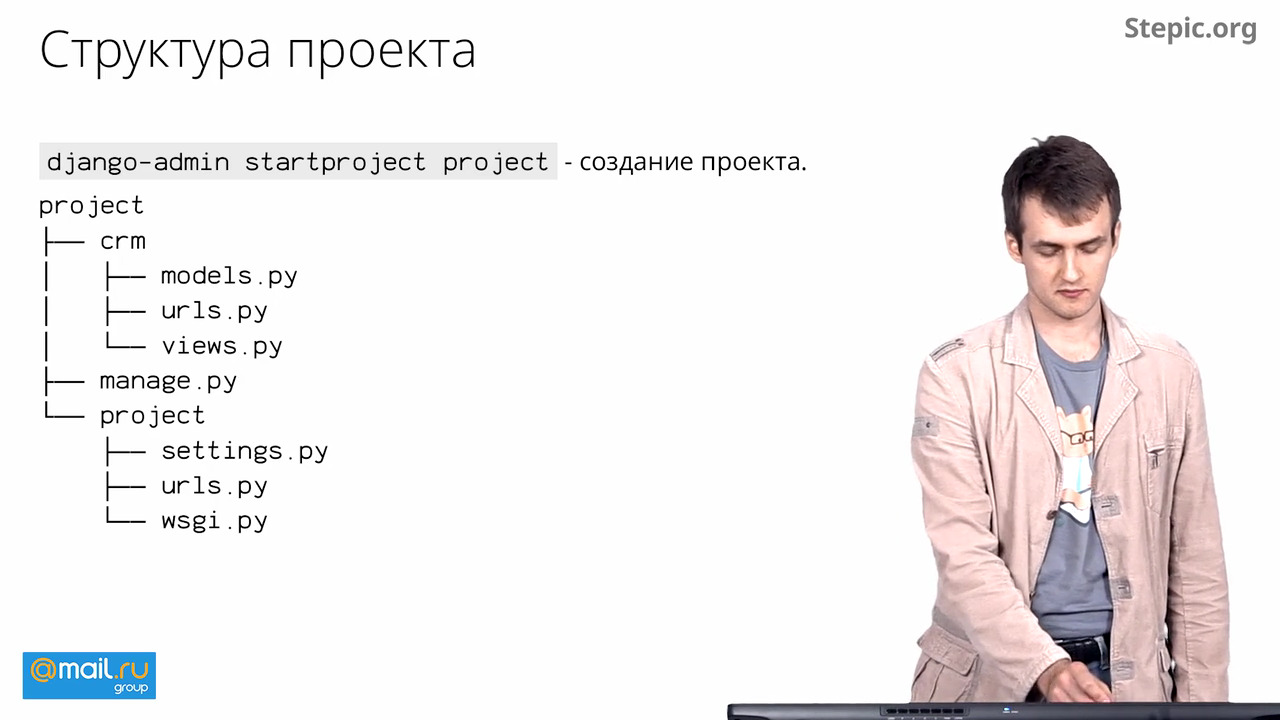 Структура проекта
Stepic.org
django-admin startproject project - создание проекта.
project
├── crm
│   ├── models.py
│   ├── urls.py
│   └── views.py
├── manage.py
└── project
    ├── settings.py
    ├── urls.py
    └── wsgi.py
@mail.ru
group